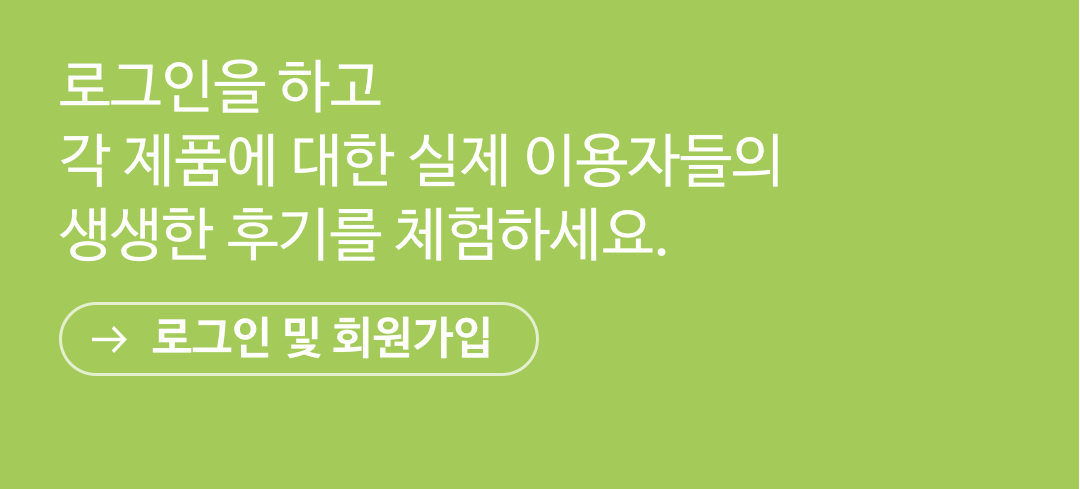 로그인을 하고
각 제품에 대한 실제 이용자들의
생생한 후기를 체험하세요.
→ 로그인 및 회원가입